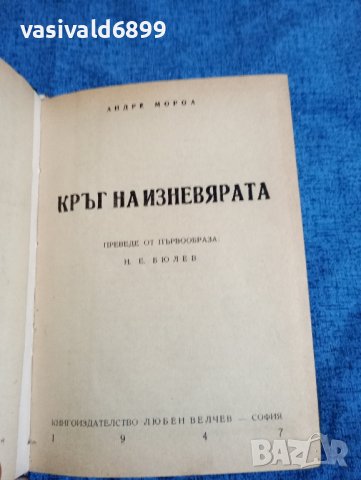 vasivald6899
АНДРЕ МОРОА
КРЪГ НА ИЗНЕВЯРАТА
ПРЕВЕДЕ ОТ ПЪРВООБРАЗА:
Н. Е. БЮЛЕВ
КНИГОИЗДАТЕЛСТВО ЛЮБЕН ВЕЛЧЕВ — СОФИЯ
1 9 4 7
BAZAR